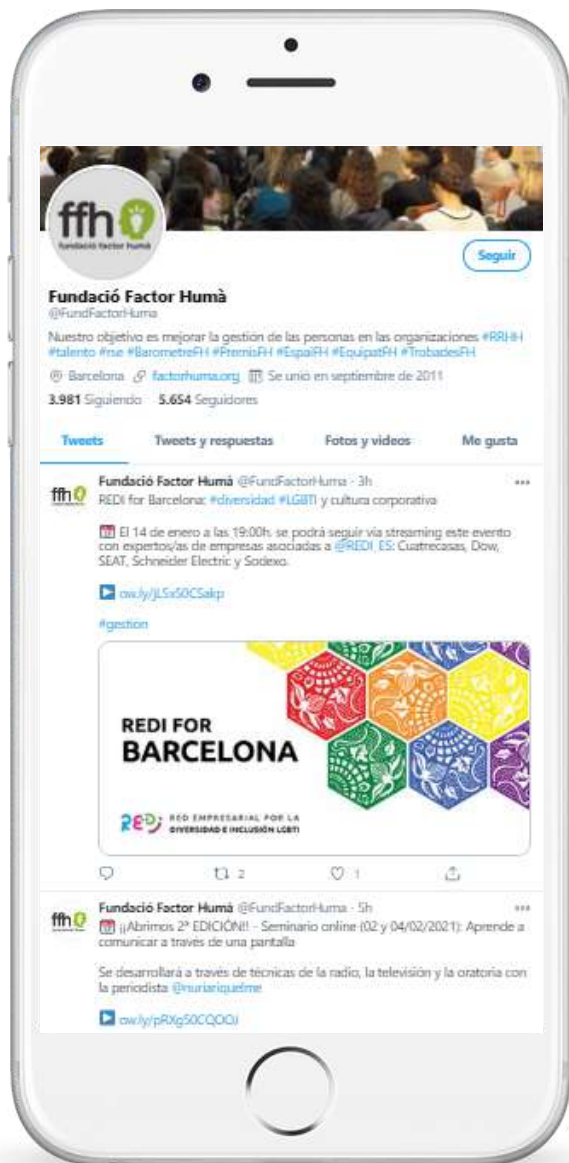 ffh
fundació factor humà
Seguir
Fundació Factor Humà
@FundFactorHuma
Nuestro objetivo es mejorar la gestión de las personas en las organizaciones #RRHH
#talento #rse #BarometreFH #PremisFH #EspaiFH #EquipatFH #TrobadesFH
Barcelona factorhuma.org Se unió en septiembre de 2011
3.981 Siguiendo 5.654 Seguidores
Tweets Tweets y respuestas Fotos y vídeos Me gusta
ffh
Fundació Factor Humà @FundFactorHuma · 3h
REDI for Barcelona: #diversidad #LGBTI y cultura corporativa
El 14 de enero a las 19:00h. se podrá seguir vía streaming este evento
con expertos/as de empresas asociadas a @REDI_ES: Cuatrecasas, Dow,
SEAT, Schneider Electric y Sodexo.
ow.ly/jLSx50CSakp
#gestion
REDI FOR
BARCELONA
REDi RED EMPRESARIAL POR LA
DIVERSIDAD E INCLUSIÓN LGBTI
2 1
ffh
Fundació Factor Humà @FundFactorHuma · 5h
¡¡Abrimos 2ª EDICIÓN!! - Seminario online (02 y 04/02/2021): Aprende a
comunicar a través de una pantalla
Se desarrollará a través de técnicas de la radio, la televisión y la oratoria con
la periodista @nuriariquelme